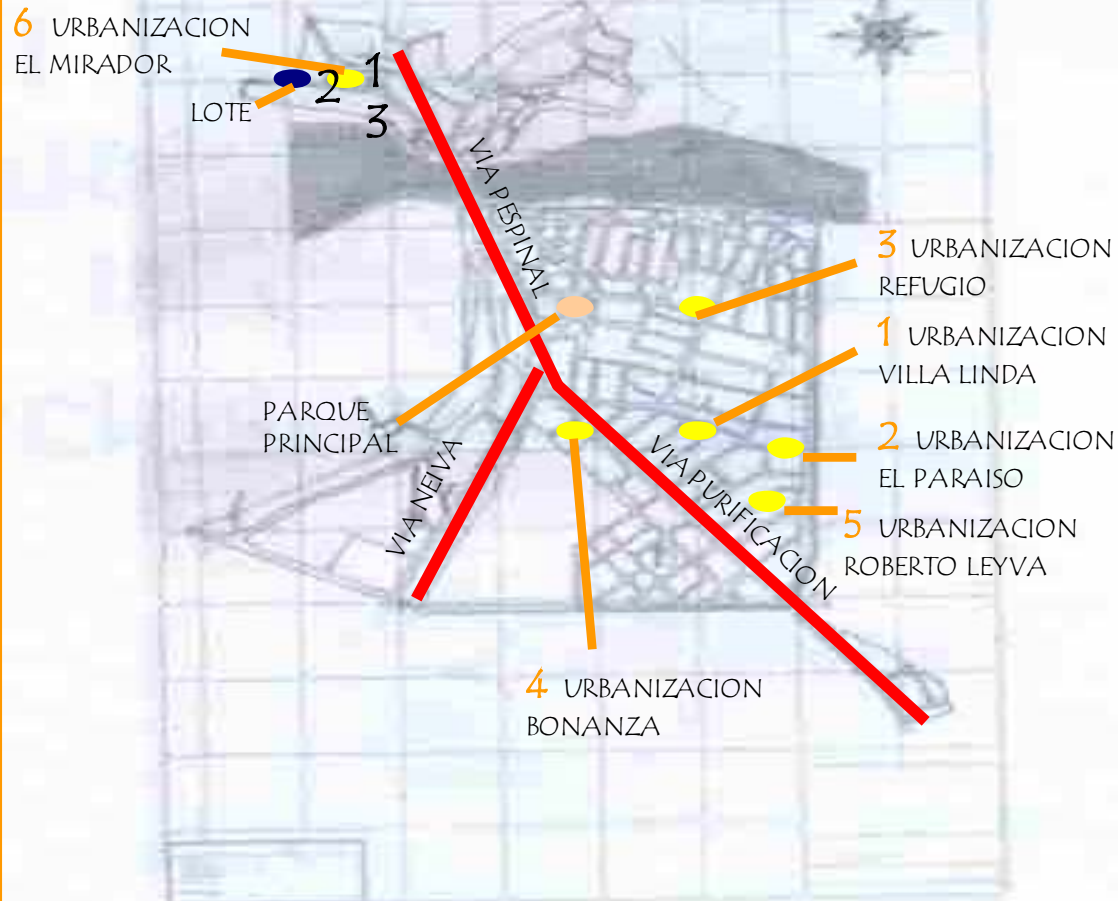 6 URBANIZACION
EL MIRADOR
LOTE
2
1
3
VIA PESPINAL
3 URBANIZACION
REFUGIO
1 URBANIZACION
VILLA LINDA
PARQUE
PRINCIPAL
VIA NEIVA
VIA PURIFICACION
2 URBANIZACION
EL PARAISO
5 URBANIZACION
ROBERTO LEYVA
4 URBANIZACION
BONANZA